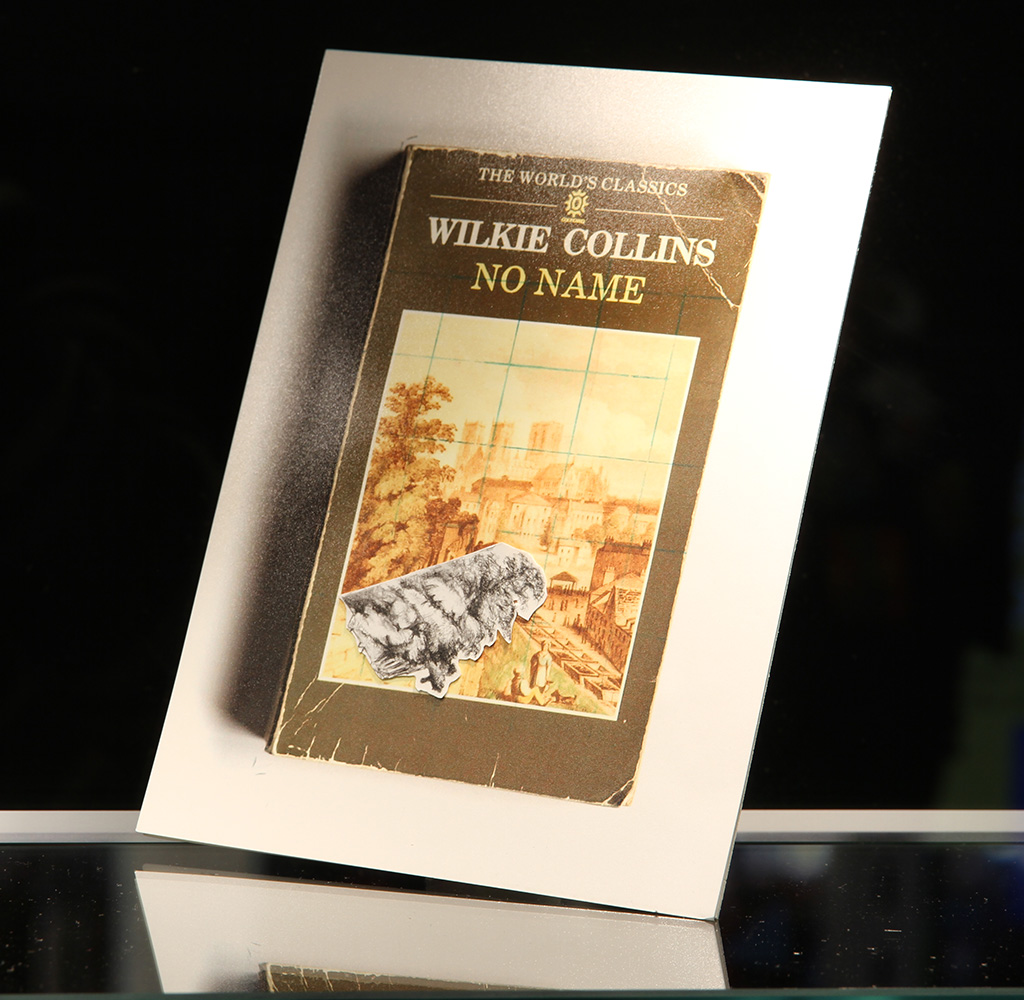 THE WORLD'S CLASSICS
WILKIE COLLINS
NO NAME